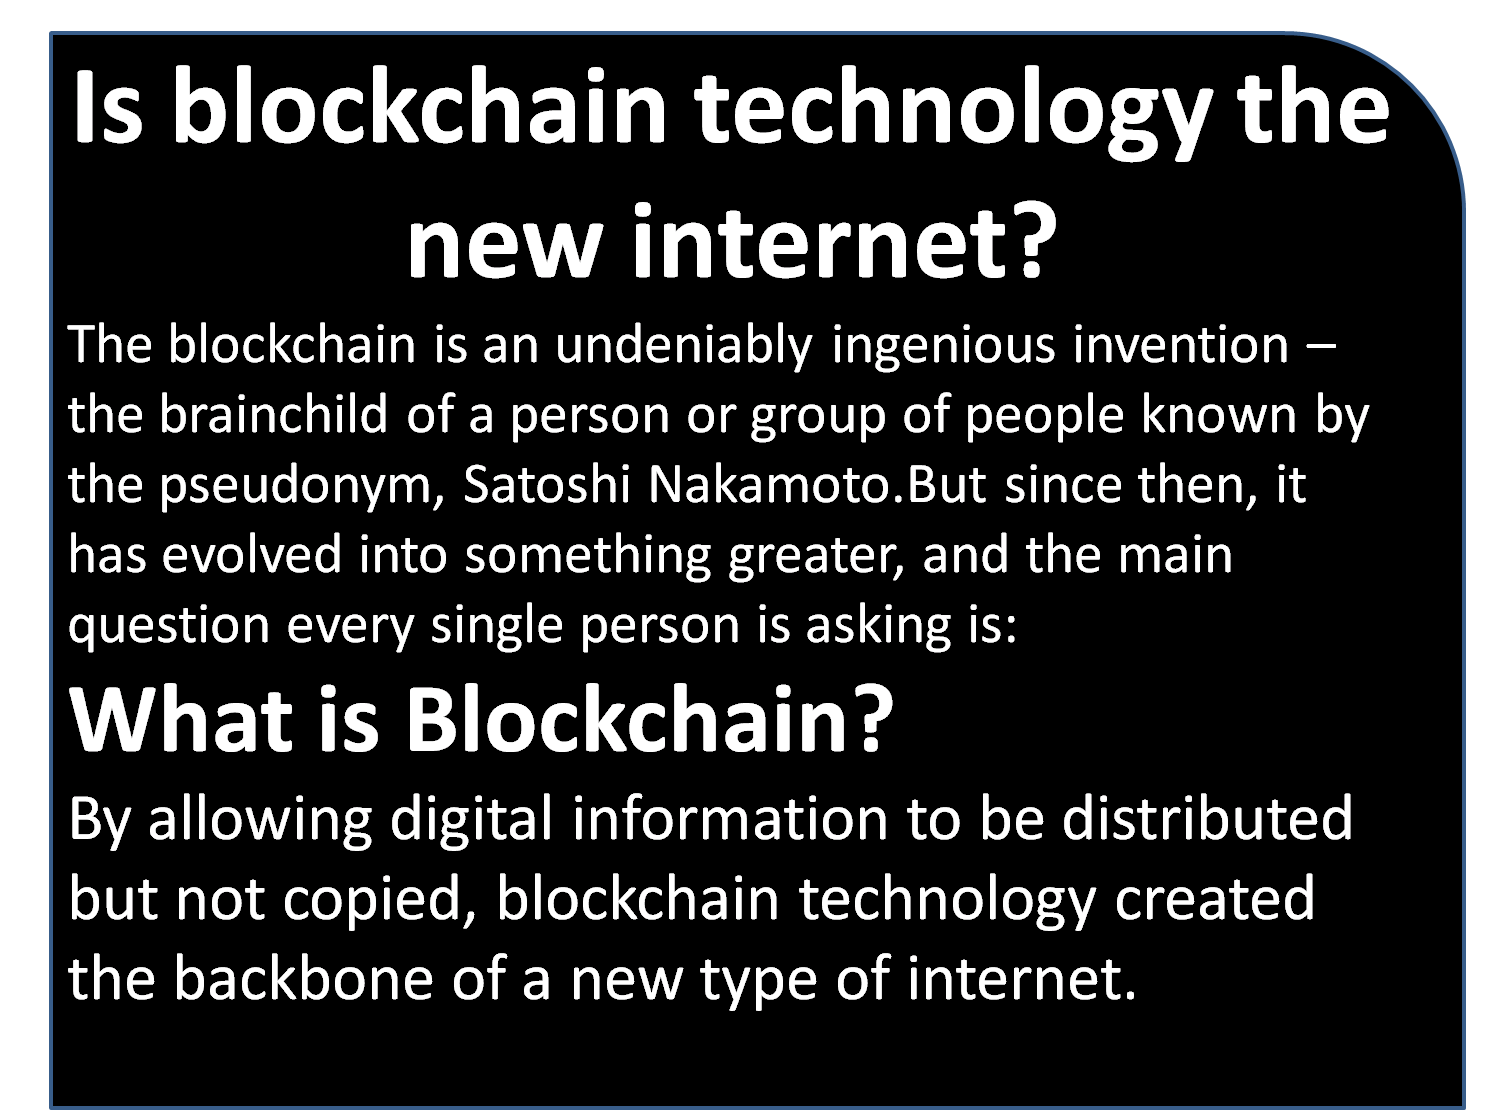 Is blockchain technology the
new internet?
The blockchain is an undeniably ingenious invention –
the brainchild of a person or group of people known by
the pseudonym, Satoshi Nakamoto.But since then, it
has evolved into something greater, and the main
question every single person is asking is:
What is Blockchain?
By allowing digital information to be distributed
but not copied, blockchain technology created
the backbone of a new type of internet.